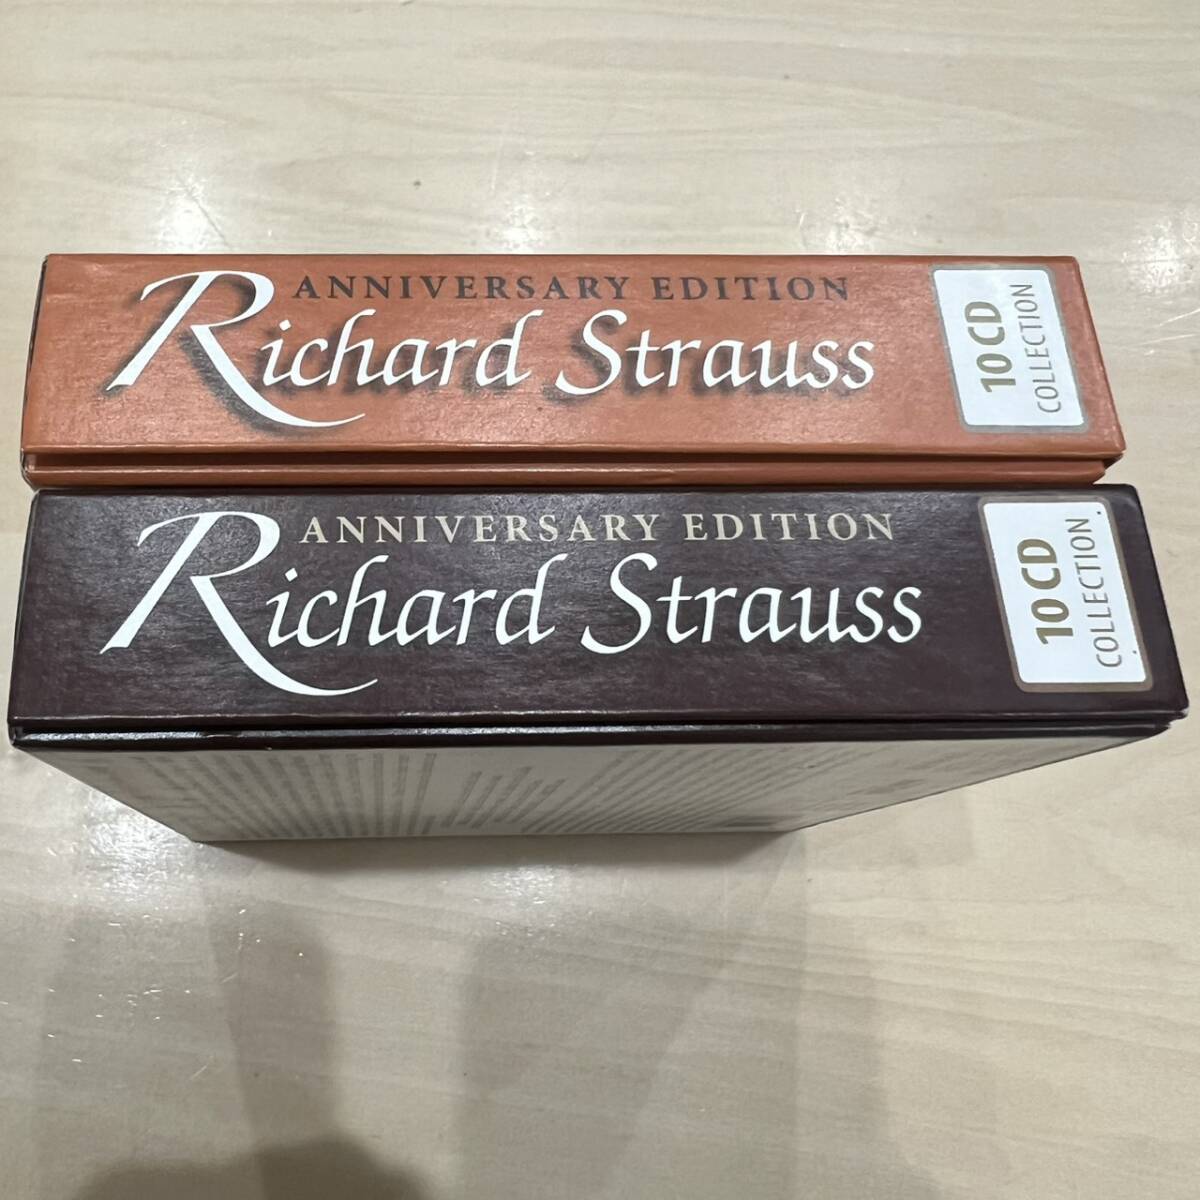 ANNIVERSARY EDITION
Richard Strauss
10 CD
COLLECTION
ANNIVERSARY EDITION
Richard Strauss
10 CD
COLLECTION